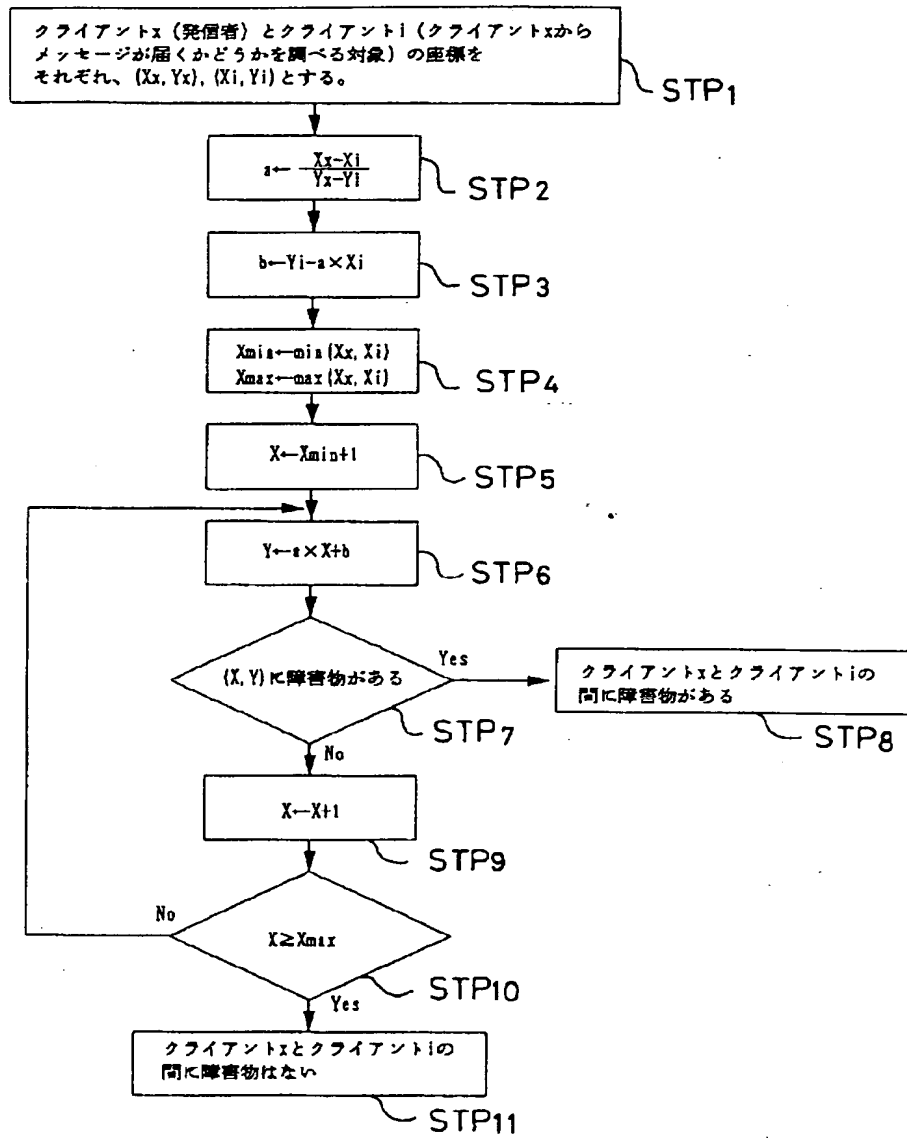 クライアントx（発信者）とクライアントi（クライアントxから
メッセージが届くかどうかを調べる対象）の座標を
それぞれ、(Xx, Yx), (Xi, Yi)とする。
STP1
a← Xx-Xi
Yx-Yi
STP2
b←Yi-a×Xi
STP3
Xmin←min(Xx, Xi)
Xmax←max(Xx, Xi)
STP4
X←Xmin+1
STP5
Y←a×X+b
STP6
(X, Y)に障害物がある
Yes
STP7
クライアントxとクライアントiの
間に障害物がある
STP8
No
X←X+1
STP9
No
X≥Xmax
STP10
Yes
クライアントxとクライアントiの
間に障害物はない
STP11